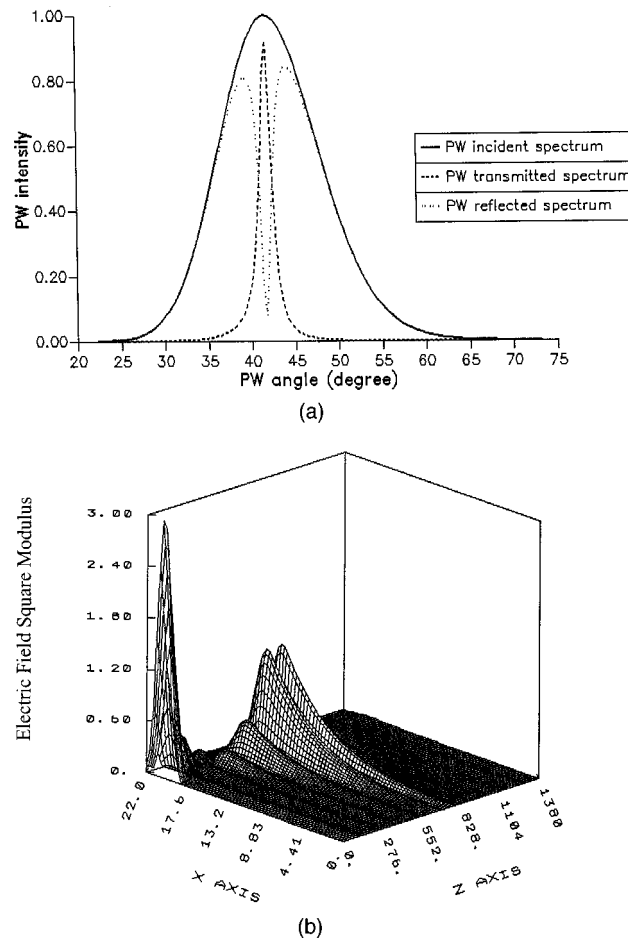 1.00
0.80
0.60
0.40
0.20
0.00
PW intensity
20 25 30 35 40 45 50 55 60 65 70 75
PW angle (degree)
PW incident spectrum
PW transmitted spectrum
PW reflected spectrum
(a)
Electric Field Square Modulus
3.00
2.40
1.80
1.20
0.60
0.
22.0
17.6
13.2
8.83
4.41
0.
X AXIS
0.
276.
552.
828.
1104
1380
Z AXIS
(b)